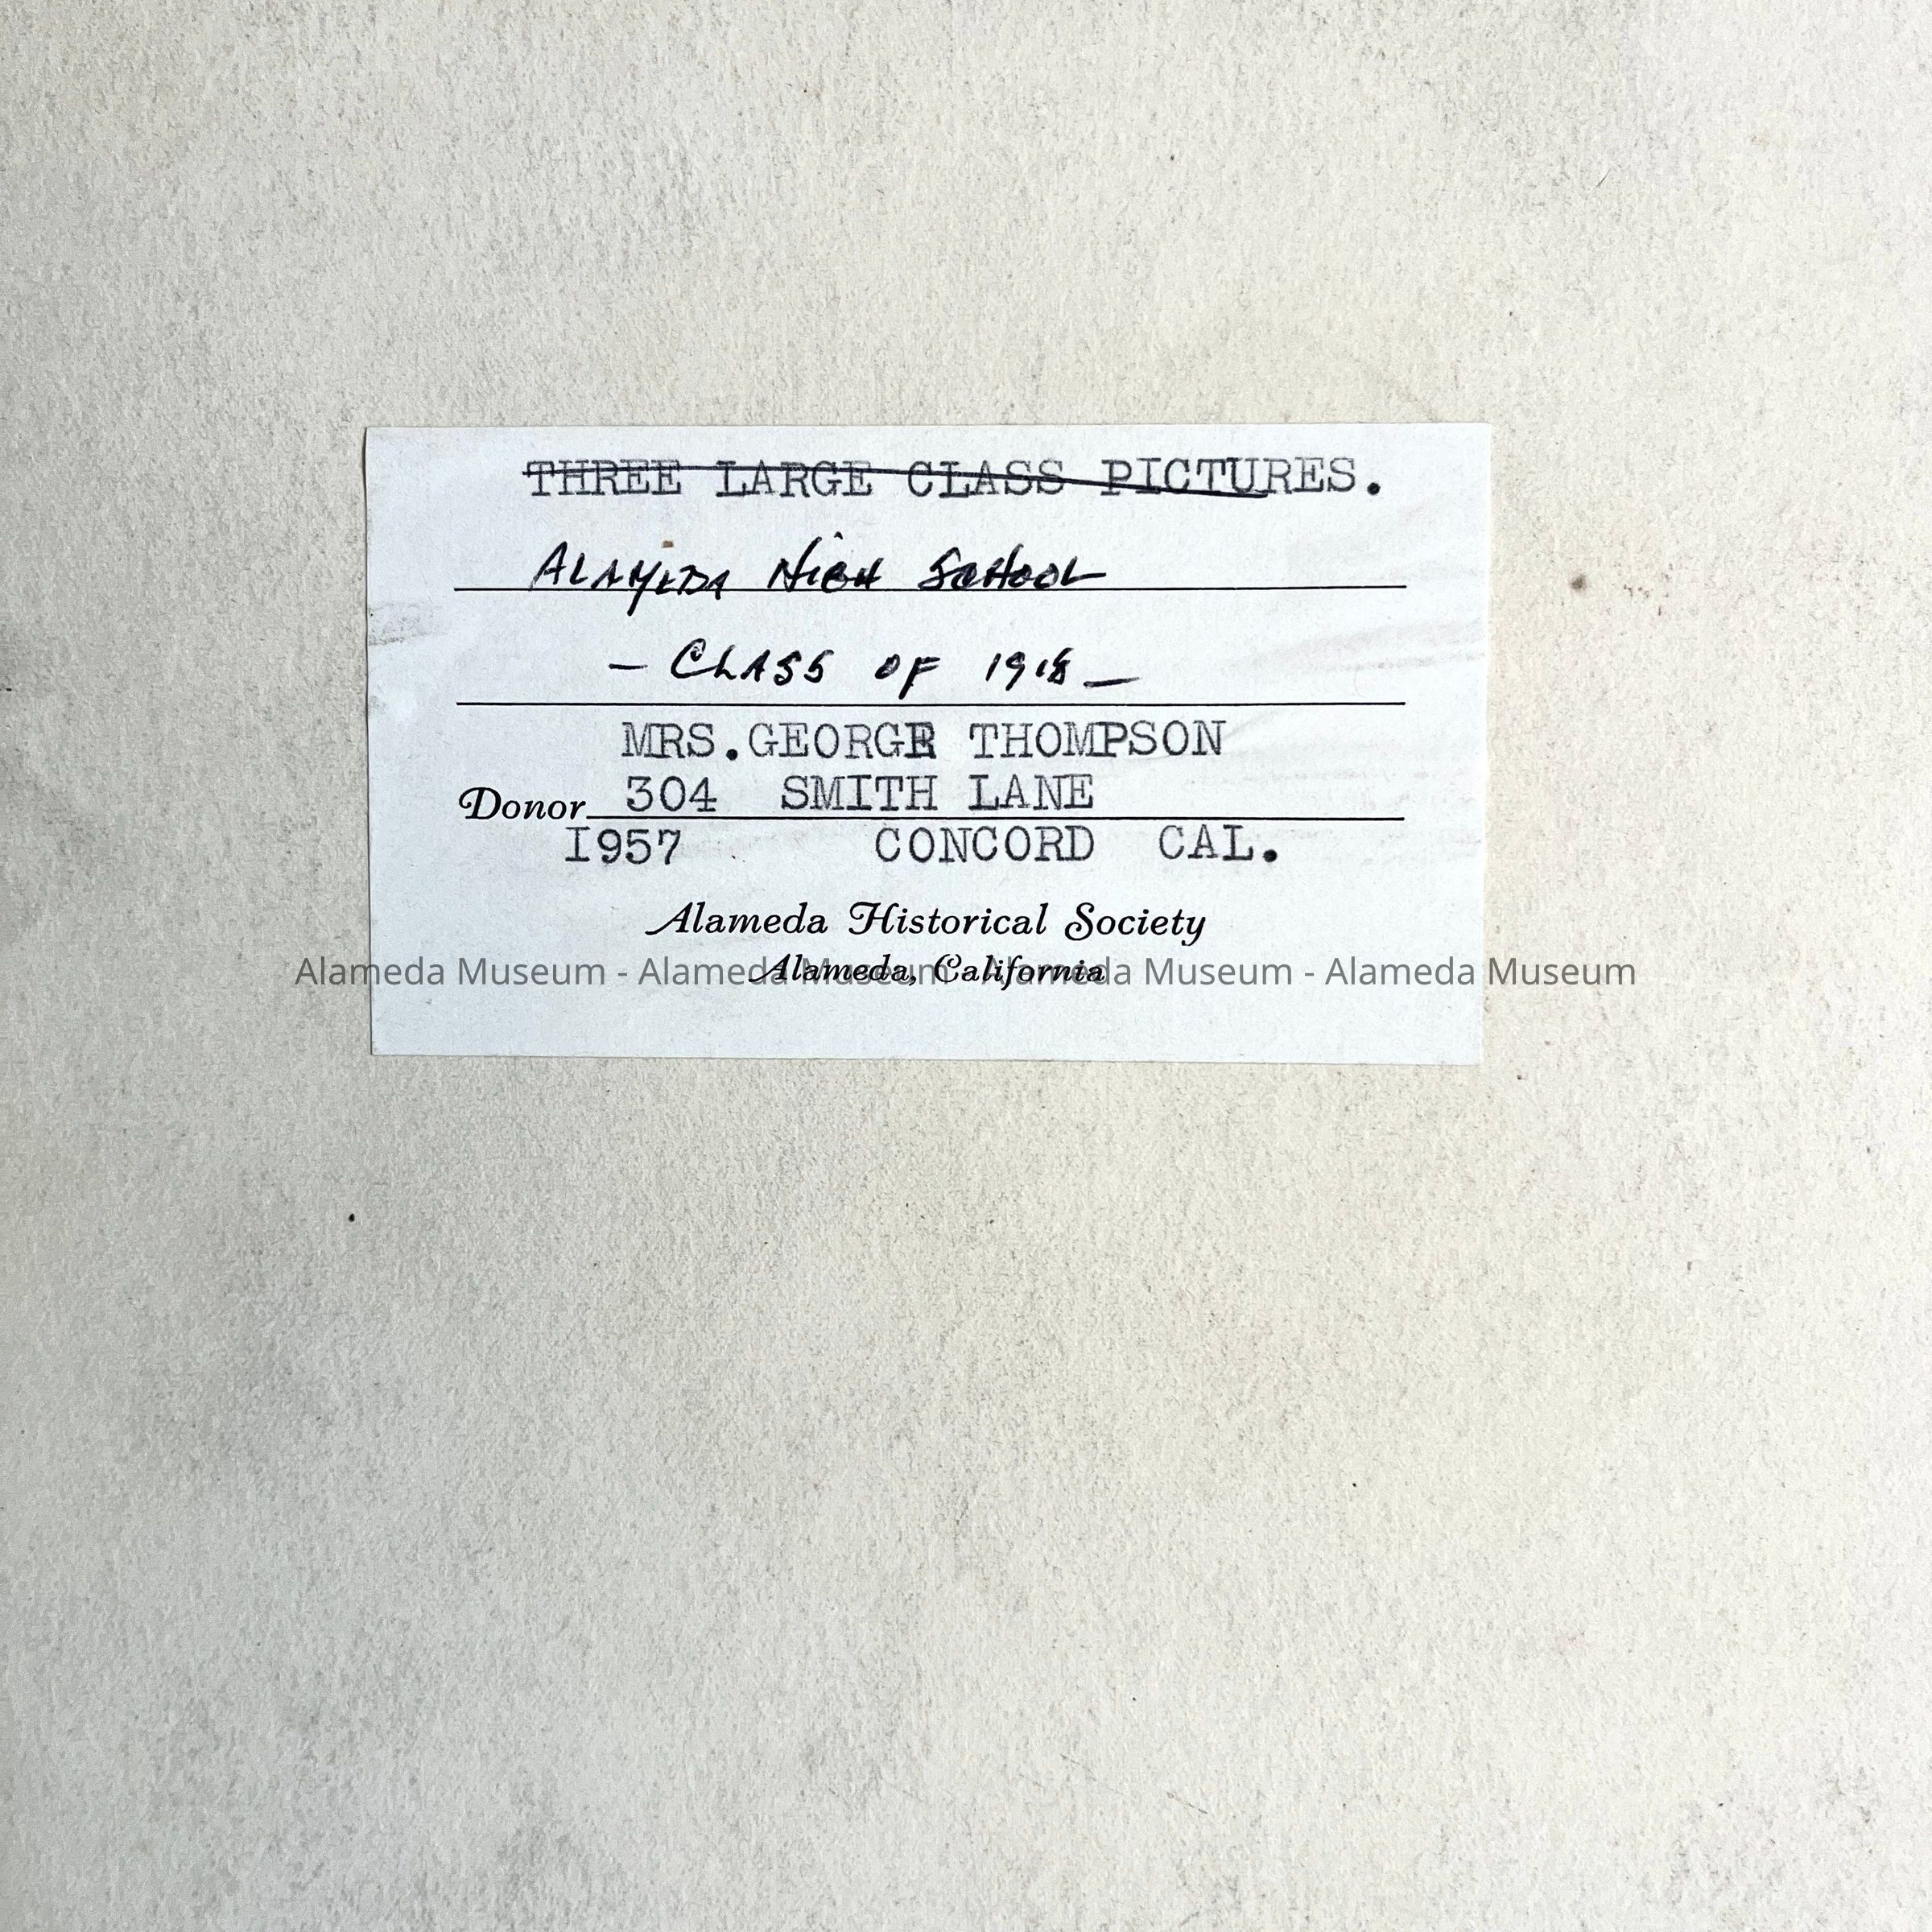 THREE LARGE CLASS PICTURES.
ALAMEDA HIGH SCHOOL
- CLASS OF 1918 -
MRS.GEORGE THOMPSON
Donor 304 SMITH LANE
I957 CONCORD CAL.
Alameda Historical Society
Alameda, California
Alameda Museum - Alameda Museum - Alameda Museum - Alameda Museum